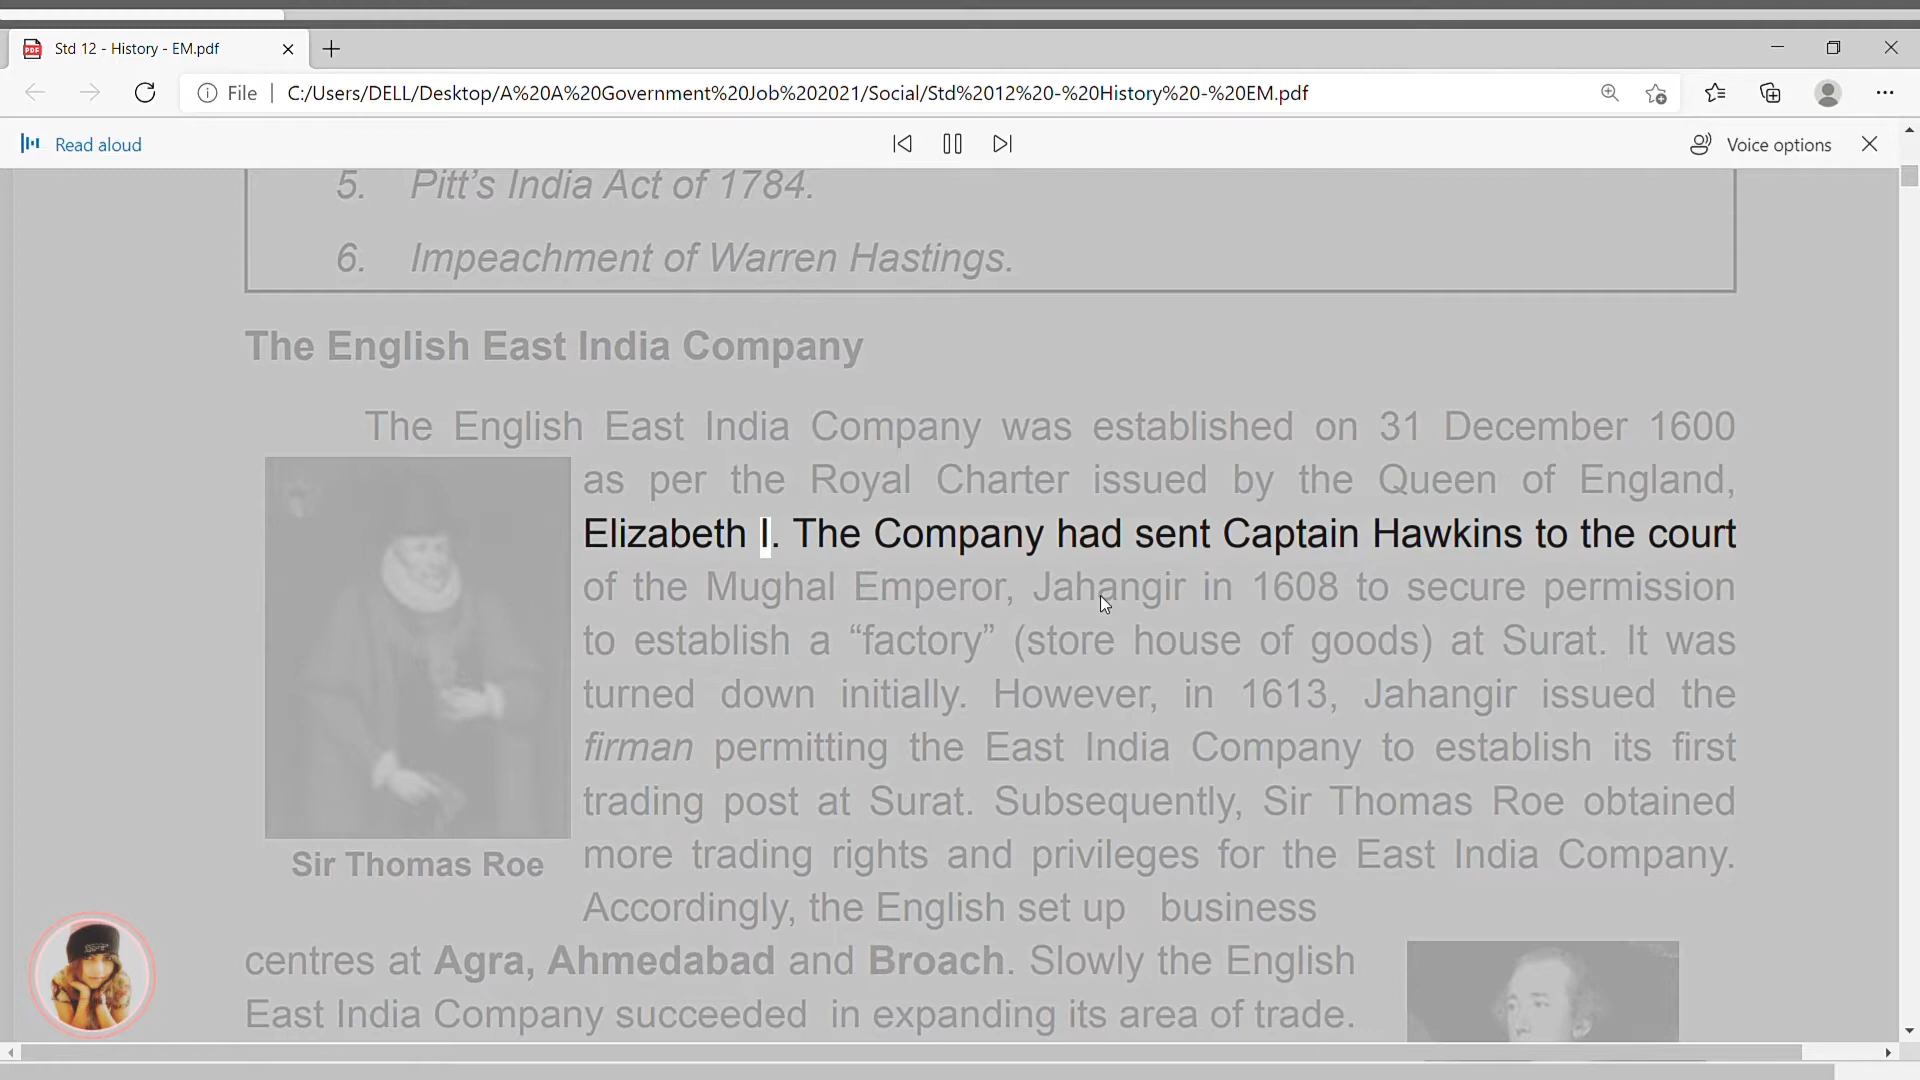 Std 12 - History - EM.pdf
File
C:/Users/DELL/Desktop/A%20A%20Government%20Job%202021/Social/Std%2012%20-%20History%20-%20EM.pdf
Read aloud
Voice options
5. Pitt's India Act of 1784.
6. Impeachment of Warren Hastings.
The English East India Company
The English East India Company was established on 31 December 1600
as per the Royal Charter issued by the Queen of England,
Elizabeth I. The Company had sent Captain Hawkins to the court
of the Mughal Emperor, Jahangir in 1608 to secure permission
to establish a “factory” (store house of goods) at Surat. It was
turned down initially. However, in 1613, Jahangir issued the
firman permitting the East India Company to establish its first
trading post at Surat. Subsequently, Sir Thomas Roe obtained
more trading rights and privileges for the East India Company.
Sir Thomas Roe
Accordingly, the English set up business
centres at Agra, Ahmedabad and Broach. Slowly the English
East India Company succeeded in expanding its area of trade.